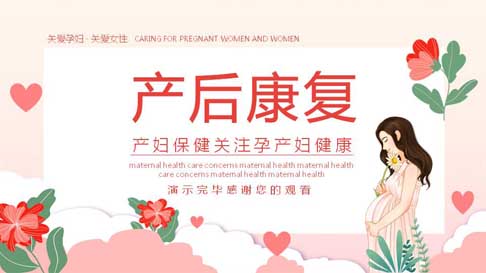 关爱孕妇·关爱女性 CARING FOR PREGNANT WOMEN AND WOMEN
产后康复
产妇保健关注孕产妇健康
maternal health care concerns maternal health maternal health
care concerns maternal health maternal health
演示完毕感谢您的观看